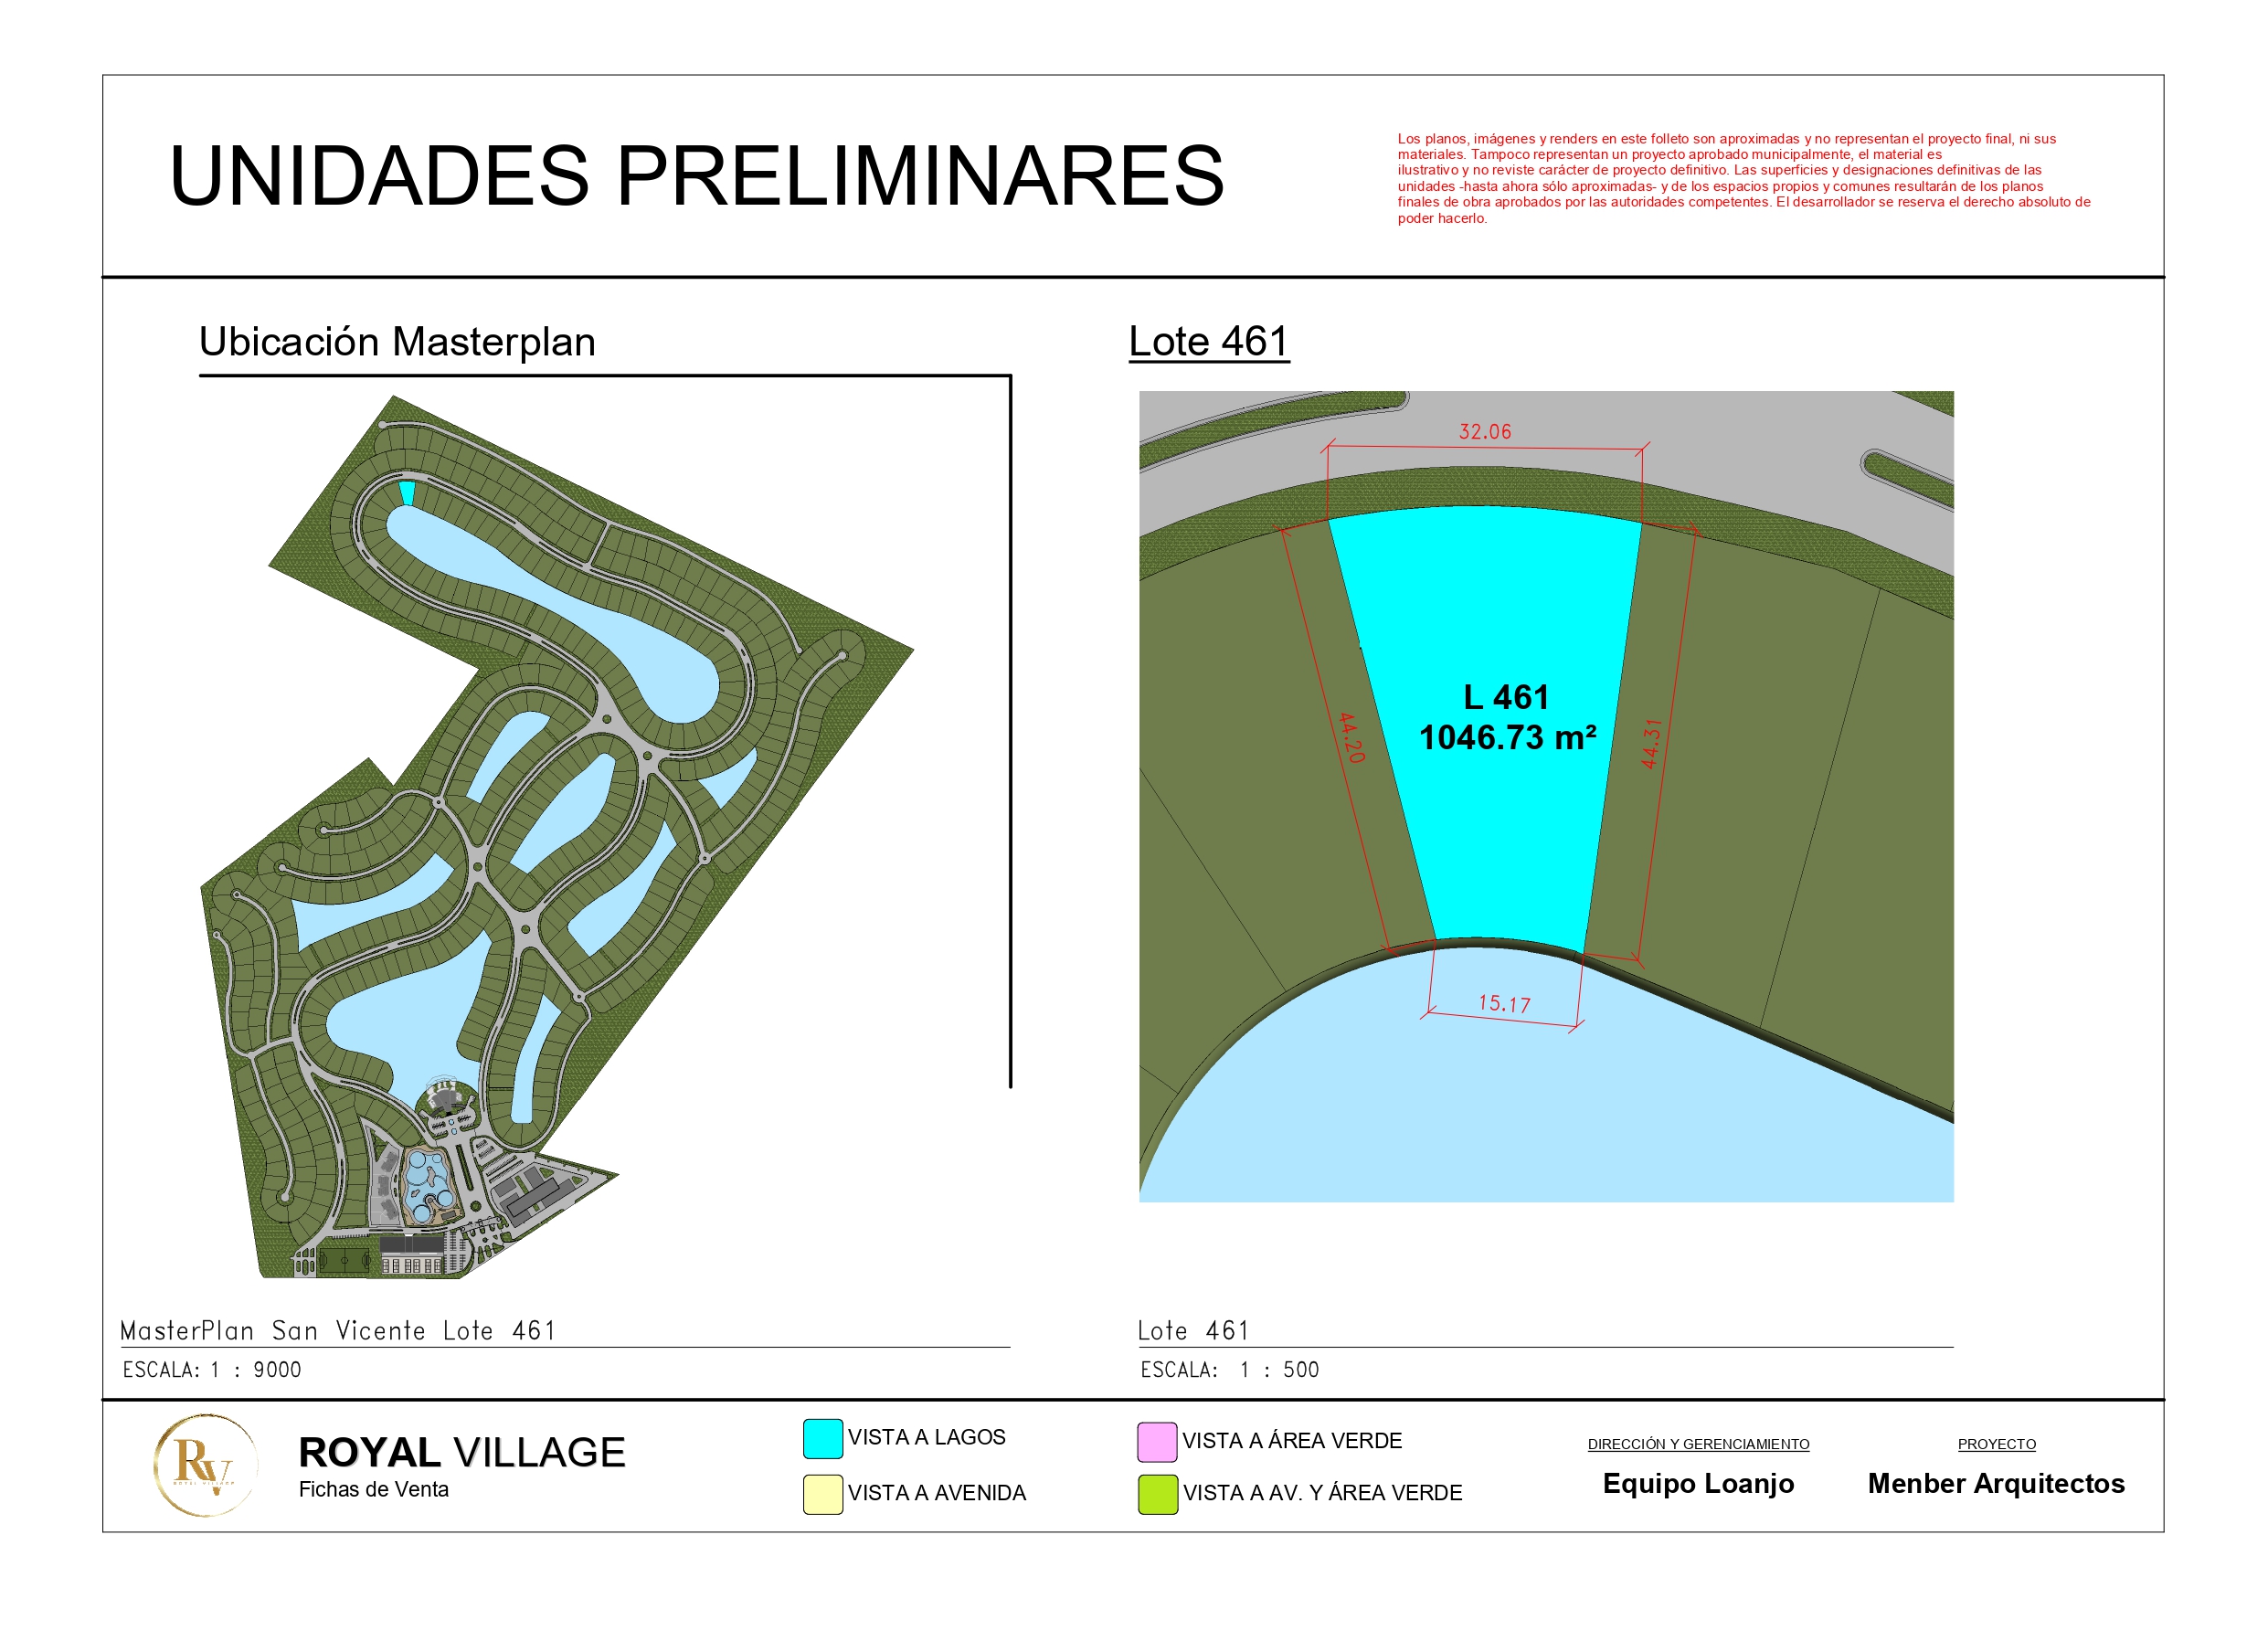 UNIDADES PRELIMINARES
Los planos, imágenes y renders en este folleto son aproximadas y no representan el proyecto final, ni sus
materiales. Tampoco representan un proyecto aprobado municipalmente, el material es
ilustrativo y no reviste carácter de proyecto definitivo. Las superficies y designaciones definitivas de las
unidades -hasta ahora sólo aproximadas- y de los espacios propios y comunes resultarán de los planos
finales de obra aprobados por las autoridades competentes. El desarrollador se reserva el derecho absoluto de
poder hacerlo.
Ubicación Masterplan
Lote 461
32.06
44.20
L 461
1046.73 m²
44.31
15.17
MasterPlan San Vicente Lote 461
ESCALA: 1 : 9000
Lote 461
ESCALA: 1 : 500
RV
ROYAL VILLAGE
ROYAL VILLAGE
Fichas de Venta
VISTA A LAGOS
VISTA A AVENIDA
VISTA A ÁREA VERDE
VISTA A AV. Y ÁREA VERDE
DIRECCIÓN Y GERENCIAMIENTO
Equipo Loanjo
PROYECTO
Menber Arquitectos